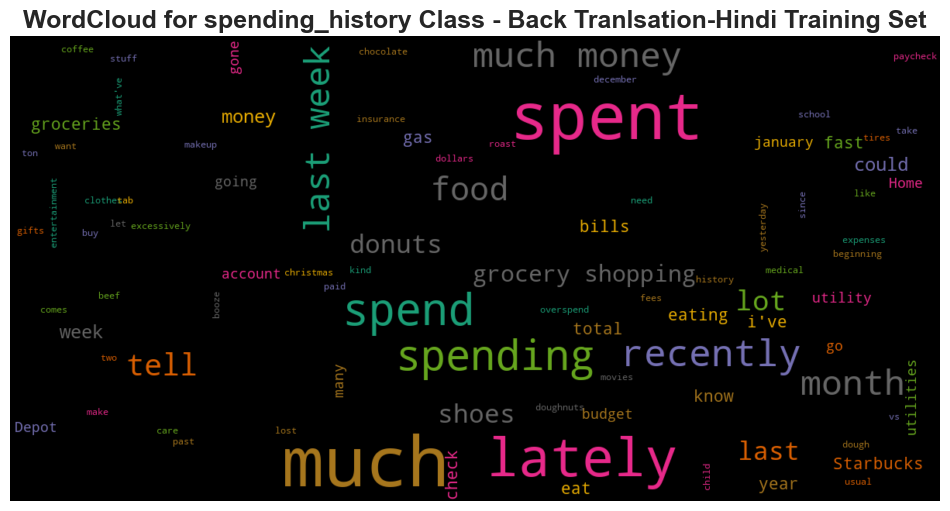 WordCloud for spending_history Class - Back Tranlsation-Hindi Training Set
coffee
stuff
gone
last week
chocolate
much money
december
paycheck
what've
groceries
money
insurance
gas
spent
school
take
ton
want
makeup
roast
dollars
january
fast
tires
could
Home
going
food
entertainment
clothes
tab
need
since
like
gifts
buy
let
excessively
donuts
bills
yesterday
expenses
beginning
account
christmas
kind
paid
grocery shopping
history
medical
comes
beef
booze
spend
overspend
fees
eating
lot
i've
utility
week
total
two
tell
many
spending
movies
recently
go
month
utilities
know
make
shoes
doughnuts
budget
Depot
care
past
lost
vs
much
check
lately
eat
child
last
year
dough
Starbucks
usual